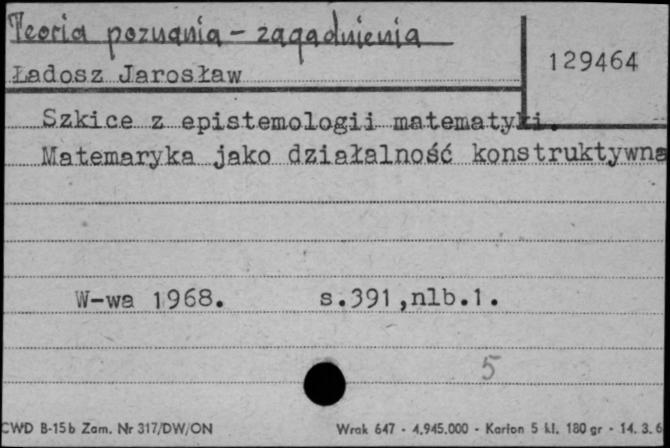 Teoria poznania - zagadnienia
Ładosz Jarosław
129464
Szkice z epistemologii matematyki.
Matemaryka jako działalność konstruktywna
W-wa 1968. s.391,nlb.1.
5
CWD B-15b Zam. Nr 317/DW/ON Wrak 647 - 4.945.000 - Karton 5 kl. 180 gr - 14. 3. 6